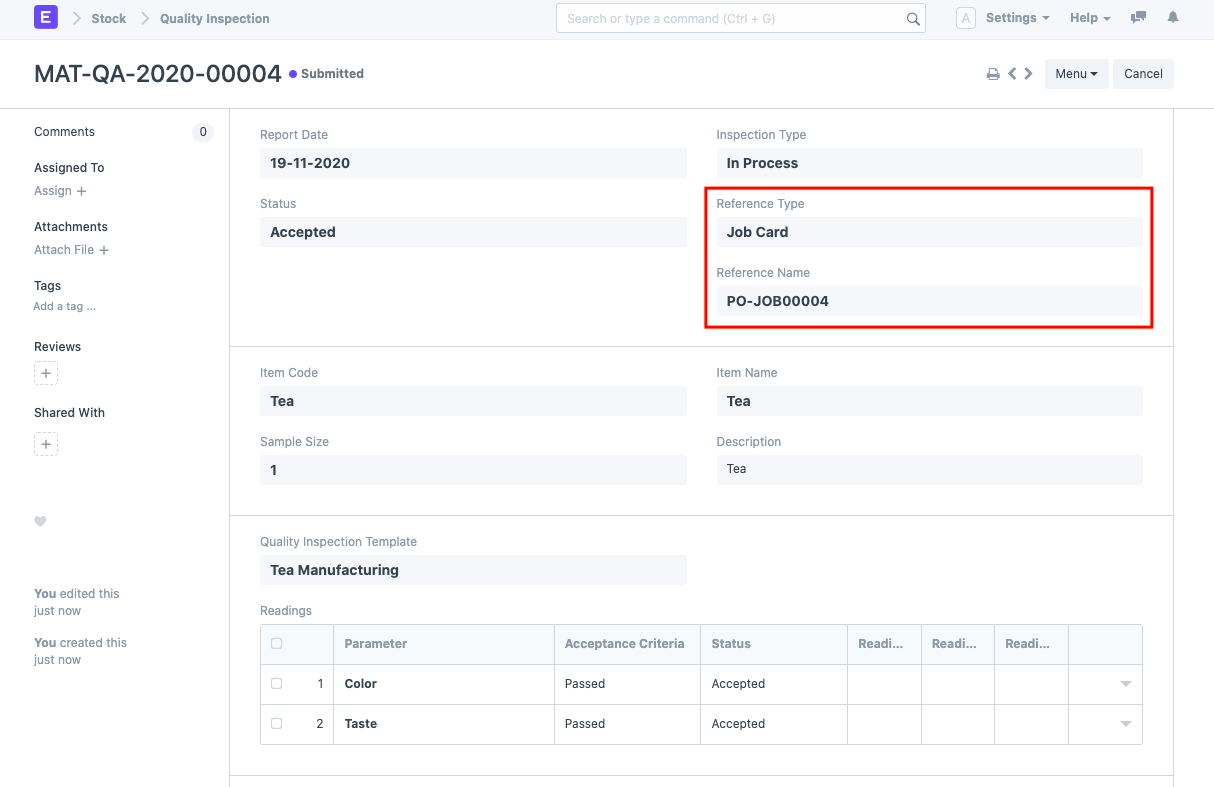 E Stock Quality Inspection Search or type a command (Ctrl + G) A Settings Help
MAT-QA-2020-00004 Submitted Menu Cancel
Comments 0
Assigned To
Assign +
Attachments
Attach File +
Tags
Add a tag ...
Reviews
+
Shared With
+
You edited this
just now
You created this
just now
Report Date
19-11-2020
Status
Accepted
Inspection Type
In Process
Reference Type
Job Card
Reference Name
PO-JOB00004
Item Code
Tea
Sample Size
1
Item Name
Tea
Description
Tea
Quality Inspection Template
Tea Manufacturing
Readings
Parameter Acceptance Criteria Status Readi... Readi... Readi...
1 Color Passed Accepted
2 Taste Passed Accepted